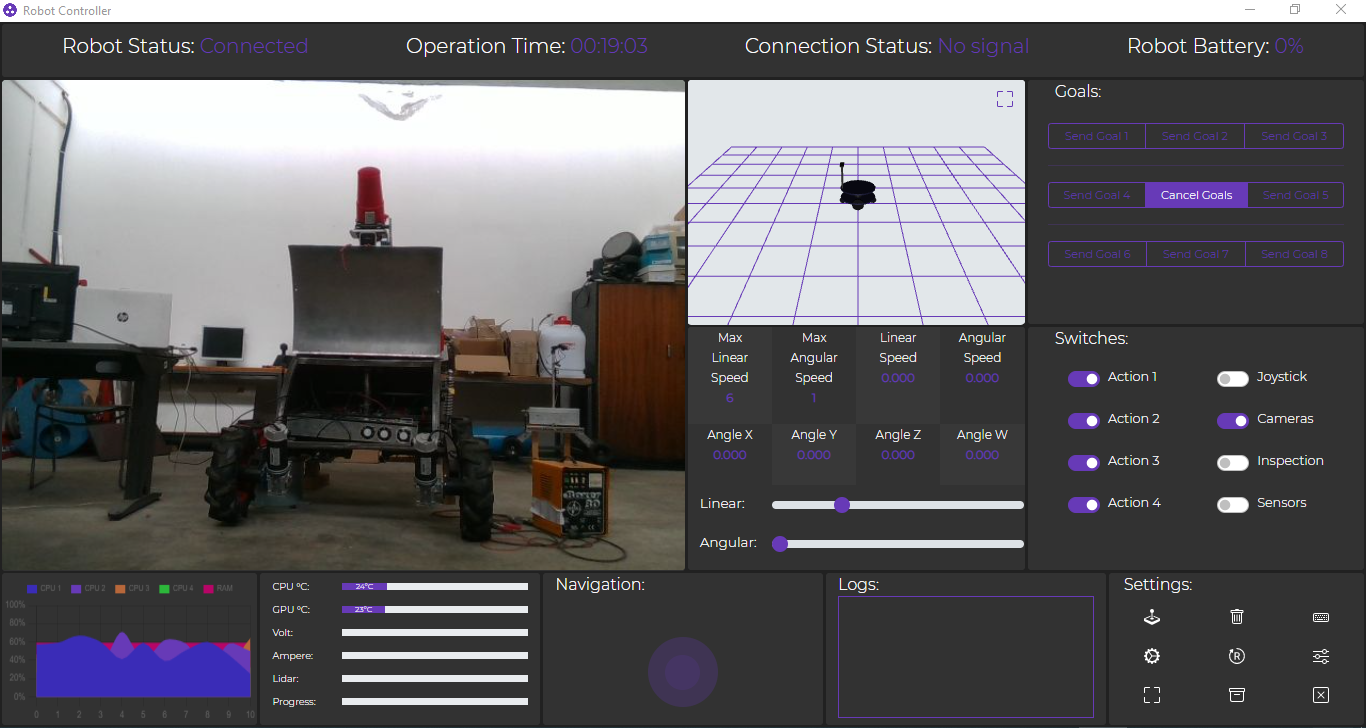 Robot Controller
Robot Status: Connected
Operation Time: 00:19:03
Connection Status: No signal
Robot Battery: 0%
hp
Goals:
Send Goal 1
Send Goal 2
Send Goal 3
Send Goal 4
Cancel Goals
Send Goal 5
Send Goal 6
Send Goal 7
Send Goal 8
Max
Linear
Speed
6
Max
Angular
Speed
1
Linear
Speed
0.000
Angular
Speed
0.000
Angle X
0.000
Angle Y
0.000
Angle Z
0.000
Angle W
0.000
Linear:
Angular:
Switches:
Action 1
Joystick
Action 2
Cameras
Action 3
Inspection
Action 4
Sensors
CPU 1
CPU 2
CPU 3
CPU 4
RAM
100%
80%
60%
40%
20%
0%
0 1 2 3 4 5 6 7 8 9 10
CPU ºC:
24ºC
GPU ºC:
23ºC
Volt:
Ampere:
Lidar:
Progress:
Navigation:
Logs:
Settings:
R